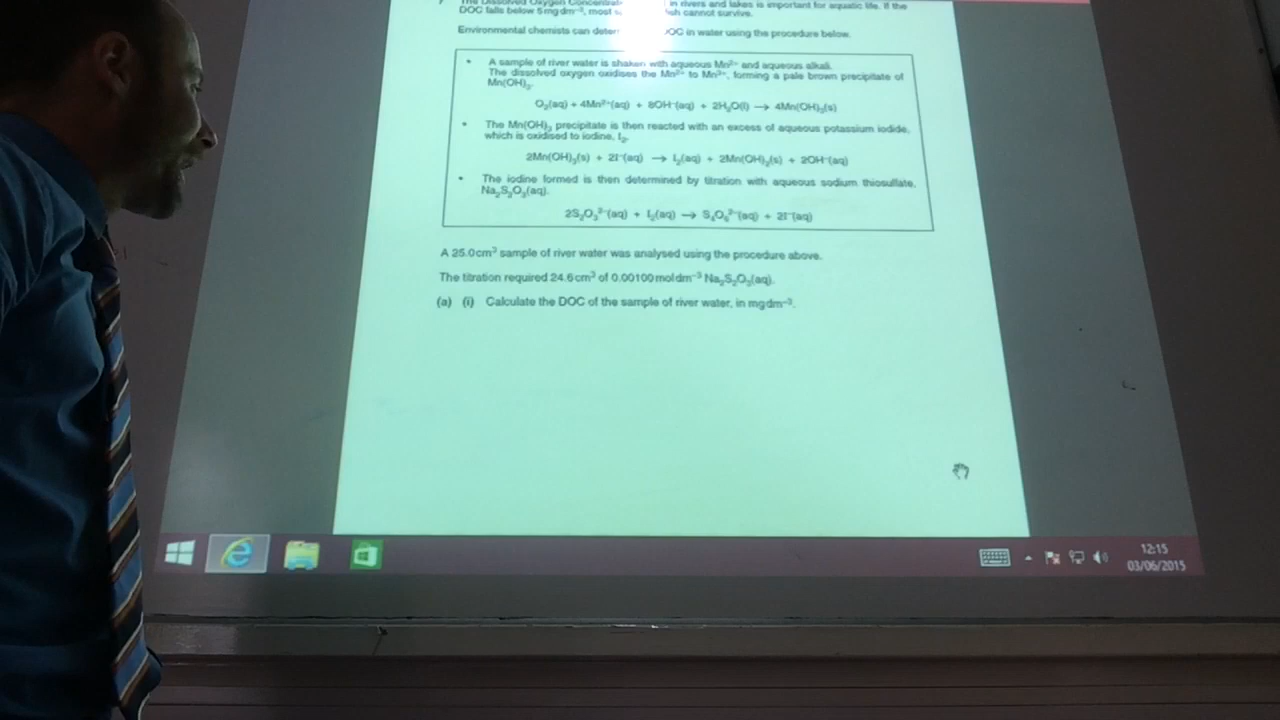 The Dissolved Oxygen Concentrat in rivers and lakes is important for aquatic life. If the
DOC falls below 5 mg dm⁻³, most cannot survive.
Environmental chemists can DOC in water using the procedure below.
• A sample of river water is shaken with aqueous Mn²⁺ and aqueous alkali.
The dissolved oxygen oxidises the Mn²⁺ to Mn³⁺, forming a pale brown precipitate of
Mn(OH)₃.
O₂(aq) + 4Mn²⁺(aq) + 8OH⁻(aq) + 2H₂O(l) → 4Mn(OH)₃(s)
• The Mn(OH)₃ precipitate is then reacted with an excess of aqueous potassium iodide,
which is oxidised to iodine, I₂.
2Mn(OH)₃(s) + 2I⁻(aq) → I₂(aq) + 2Mn(OH)₂(s) + 2OH⁻(aq)
• The iodine formed is then determined by titration with aqueous sodium thiosulfate,
Na₂S₂O₃(aq).
2S₂O₃²⁻(aq) + I₂(aq) → S₄O₆²⁻(aq) + 2I⁻(aq)
A 25.0 cm³ sample of river water was analysed using the procedure above.
The titration required 24.6 cm³ of 0.00100 mol dm⁻³ Na₂S₂O₃(aq).
(a) (i) Calculate the DOC of the sample of river water, in mg dm⁻³.
12:15
03/06/2015